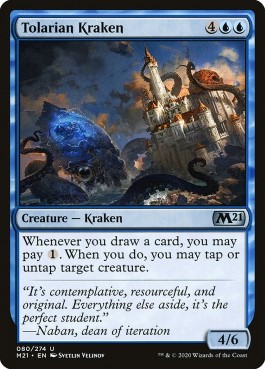 Tolarian Kraken 4
Creature — Kraken M21
Whenever you draw a card, you may
pay 1. When you do, you may tap or
untap target creature.
"It's contemplative, resourceful, and
original. Everything else aside, it's the
perfect student."
—Naban, dean of iteration
4/6
080/274 U
M21 • EN Svetlin Velinov
™ & © 2020 Wizards of the Coast